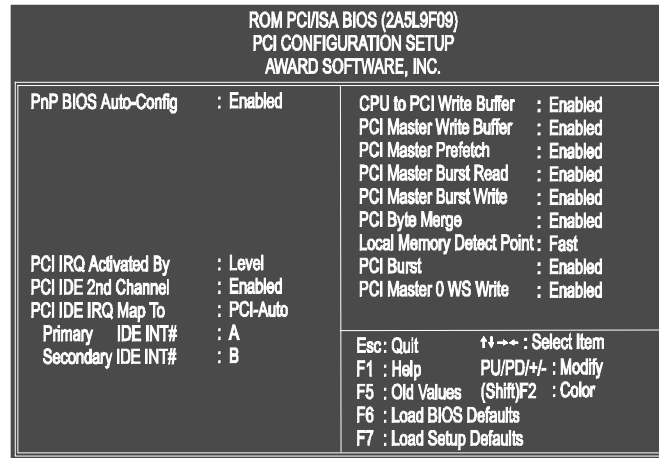 ROM PCI/ISA BIOS (2A5L9F09)
PCI CONFIGURATION SETUP
AWARD SOFTWARE, INC.
PnP BIOS Auto-Config : Enabled
PCI IRQ Activated By : Level
PCI IDE 2nd Channel : Enabled
PCI IDE IRQ Map To : PCI-Auto
Primary IDE INT# : A
Secondary IDE INT# : B
CPU to PCI Write Buffer : Enabled
PCI Master Write Buffer : Enabled
PCI Master Prefetch : Enabled
PCI Master Burst Read : Enabled
PCI Master Burst Write : Enabled
PCI Byte Merge : Enabled
Local Memory Detect Point : Fast
PCI Burst : Enabled
PCI Master 0 WS Write : Enabled
Esc : Quit ↑↓→← : Select Item
F1 : Help PU/PD/+/- : Modify
F5 : Old Values (Shift)F2 : Color
F6 : Load BIOS Defaults
F7 : Load Setup Defaults